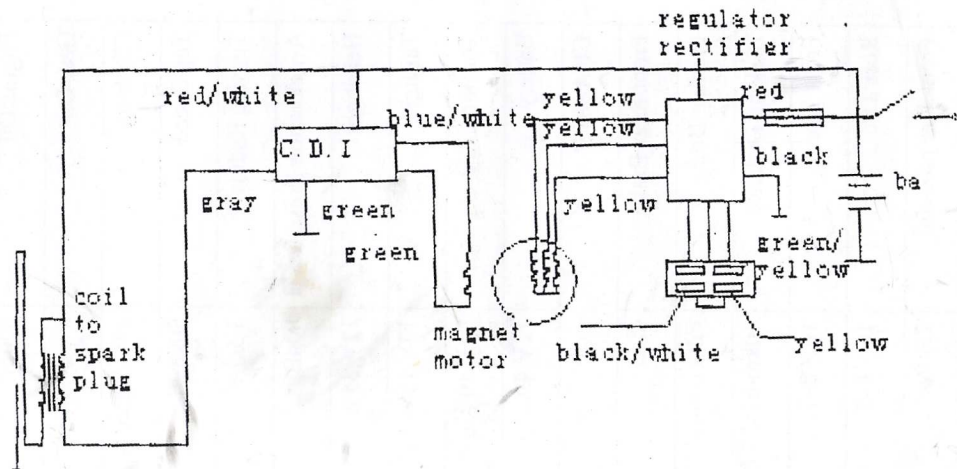 regulator
rectifier
red/white
yellow
red
blue/white
yellow
C.D.I
black
ba
gray
green
yellow
green
green/
yellow
coil
to
spark
plug
magnet
motor
black/white
yellow